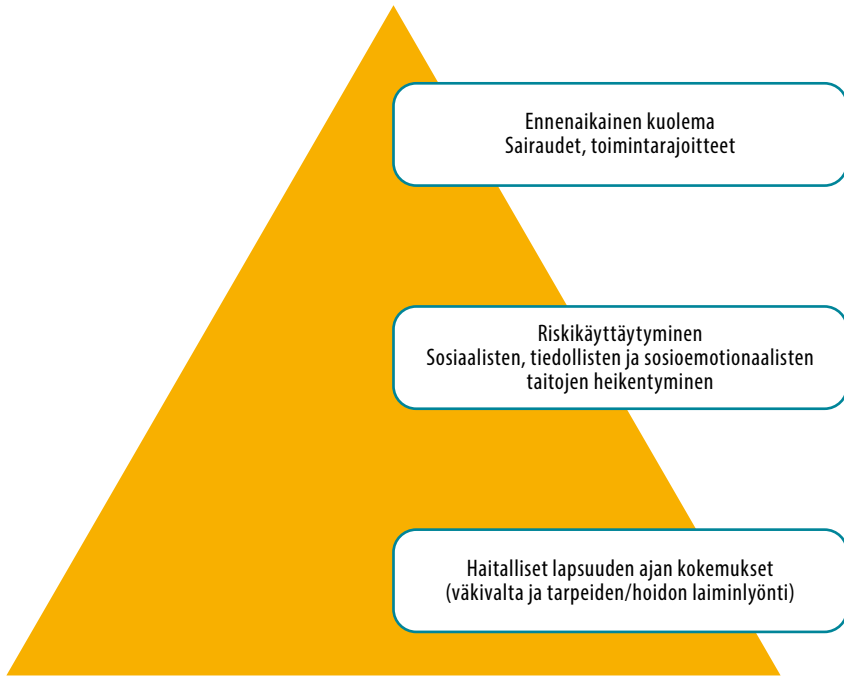 Ennenaikainen kuolema
Sairaudet, toimintarajoitteet
Riskikäyttäytyminen
Sosiaalisten, tiedollisten ja sosioemotionaalisten
taitojen heikentyminen
Haitalliset lapsuuden ajan kokemukset
(väkivalta ja tarpeiden/hoidon laiminlyönti)